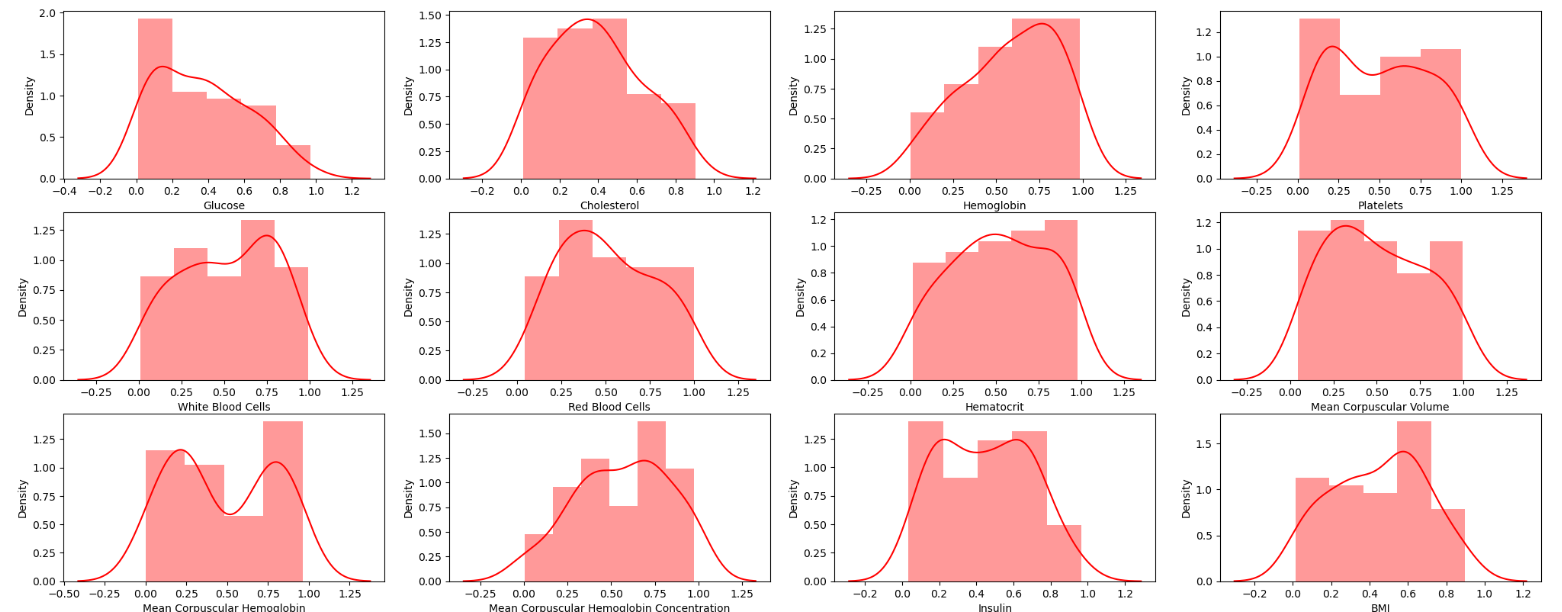 2.0
1.5
1.0
0.5
0.0
Density
−0.4 −0.2 0.0 0.2 0.4 0.6 0.8 1.0 1.2
Glucose
1.50
1.25
1.00
0.75
0.50
0.25
0.00
Density
−0.2 0.0 0.2 0.4 0.6 0.8 1.0 1.2
Cholesterol
1.25
1.00
0.75
0.50
0.25
0.00
Density
−0.25 0.00 0.25 0.50 0.75 1.00 1.25
Hemoglobin
1.2
1.0
0.8
0.6
0.4
0.2
0.0
Density
−0.25 0.00 0.25 0.50 0.75 1.00 1.25
Platelets
1.25
1.00
0.75
0.50
0.25
0.00
Density
−0.25 0.00 0.25 0.50 0.75 1.00 1.25
White Blood Cells
1.25
1.00
0.75
0.50
0.25
0.00
Density
−0.25 0.00 0.25 0.50 0.75 1.00 1.25
Red Blood Cells
1.2
1.0
0.8
0.6
0.4
0.2
0.0
Density
−0.25 0.00 0.25 0.50 0.75 1.00 1.25
Hematocrit
1.2
1.0
0.8
0.6
0.4
0.2
0.0
Density
−0.25 0.00 0.25 0.50 0.75 1.00 1.25
Mean Corpuscular Volume
1.25
1.00
0.75
0.50
0.25
0.00
Density
−0.50 −0.25 0.00 0.25 0.50 0.75 1.00 1.25
Mean Corpuscular Hemoglobin
1.50
1.25
1.00
0.75
0.50
0.25
0.00
Density
−0.25 0.00 0.25 0.50 0.75 1.00 1.25
Mean Corpuscular Hemoglobin Concentration
1.25
1.00
0.75
0.50
0.25
0.00
Density
−0.2 0.0 0.2 0.4 0.6 0.8 1.0 1.2
Insulin
1.5
1.0
0.5
0.0
Density
−0.2 0.0 0.2 0.4 0.6 0.8 1.0 1.2
BMI